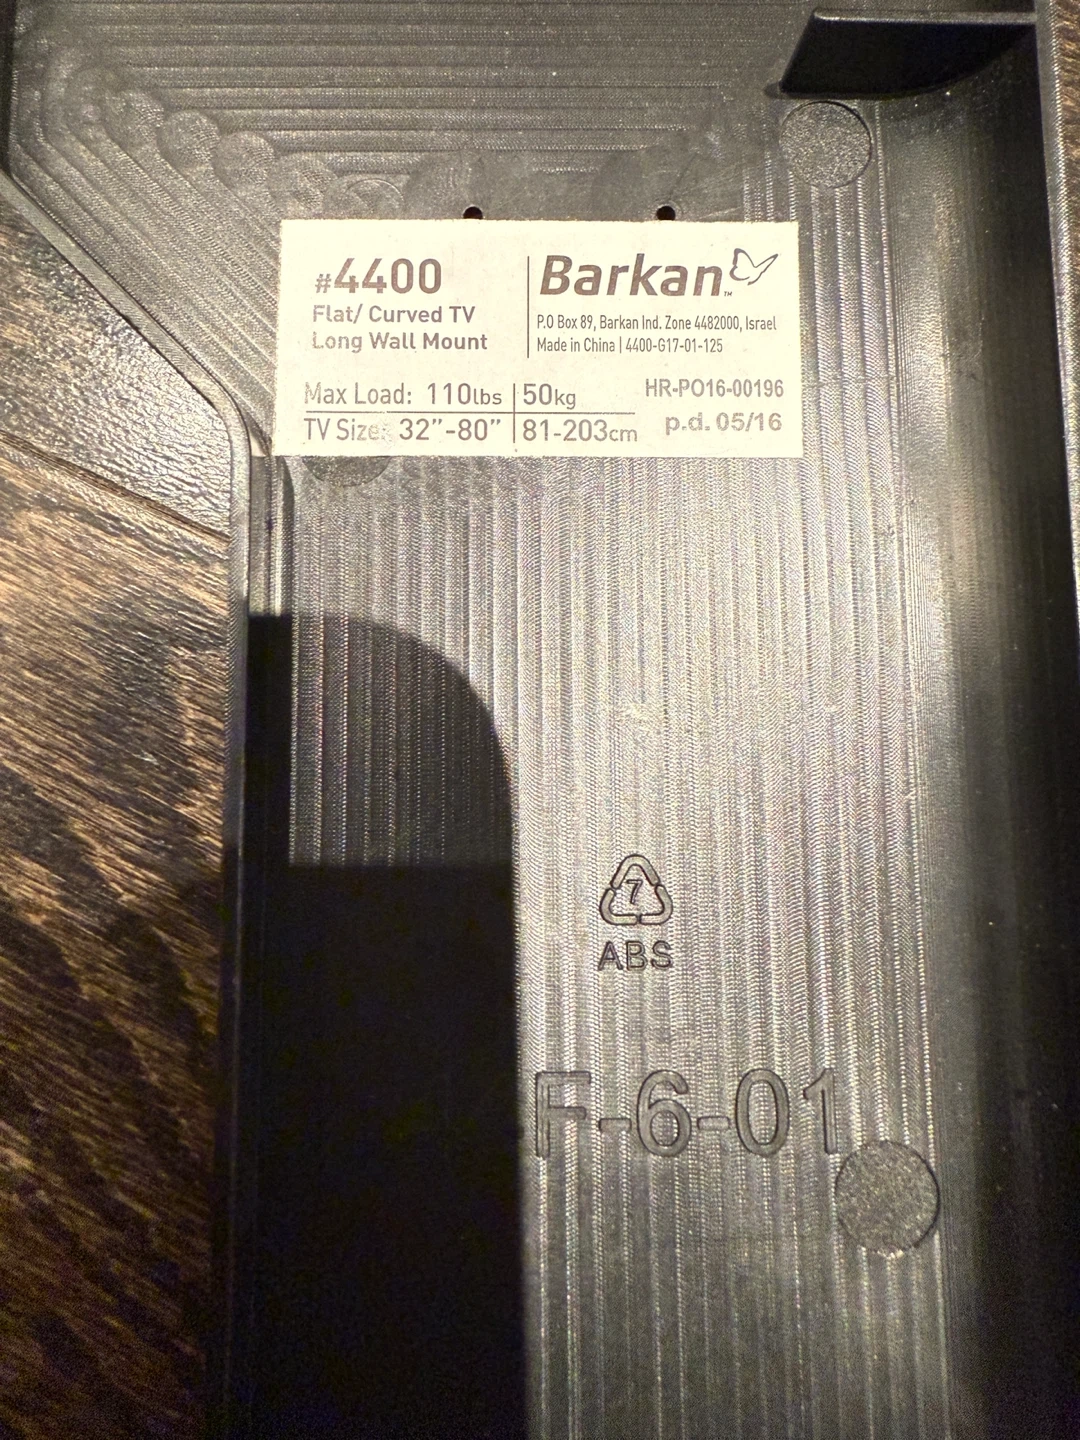 #4400
Flat/ Curved TV
Long Wall Mount
Barkan™
P.O Box 89, Barkan Ind. Zone 4482000, Israel
Made in China | 4400-G17-01-125
Max Load: 110lbs | 50kg
TV Size: 32”-80” | 81-203cm
HR-PO16-00196
p.d. 05/16
7
ABS
F-6-01